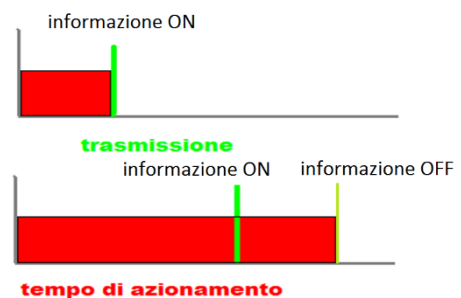 informazione ON
trasmissione
informazione ON informazione OFF
tempo di azionamento